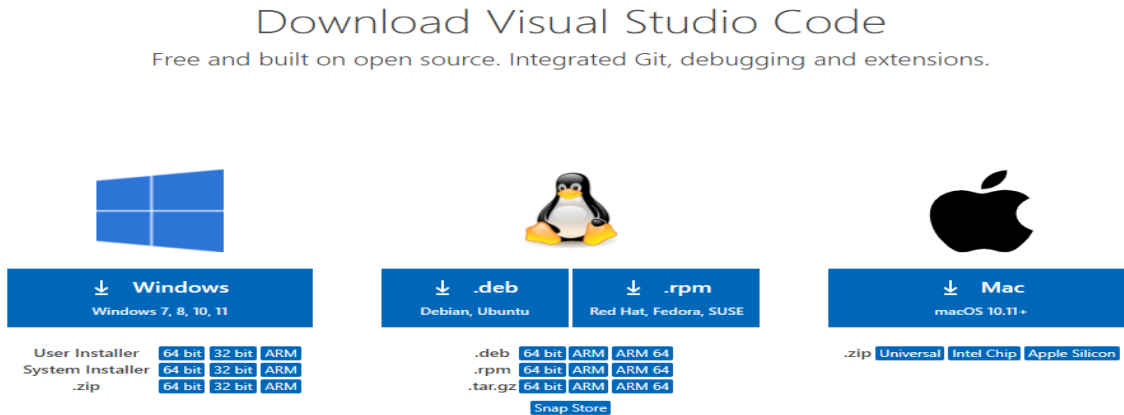 Download Visual Studio Code
Free and built on open source. Integrated Git, debugging and extensions.
Windows
Windows 7, 8, 10, 11
User Installer 64 bit 32 bit ARM
System Installer 64 bit 32 bit ARM
.zip 64 bit 32 bit ARM
.deb
Debian, Ubuntu
.rpm
Red Hat, Fedora, SUSE
.deb 64 bit ARM ARM 64
.rpm 64 bit ARM ARM 64
.tar.gz 64 bit ARM ARM 64
Snap Store
Mac
macOS 10.11+
.zip Universal Intel Chip Apple Silicon